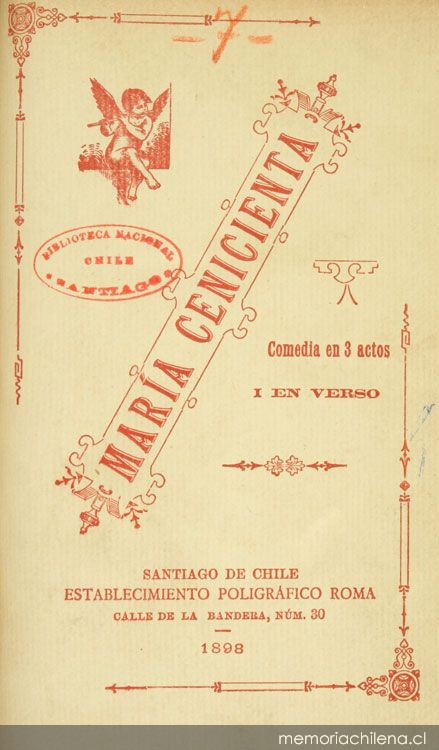 - 7 -
BIBLIOTECA NACIONAL
CHILE
SANTIAGO
MARÍA CENICIENTA
Comedia en 3 actos
I EN VERSO
SANTIAGO DE CHILE
ESTABLECIMIENTO POLIGRÁFICO ROMA
CALLE DE LA BANDERA, NÚM. 30
1898
memoriachilena.cl